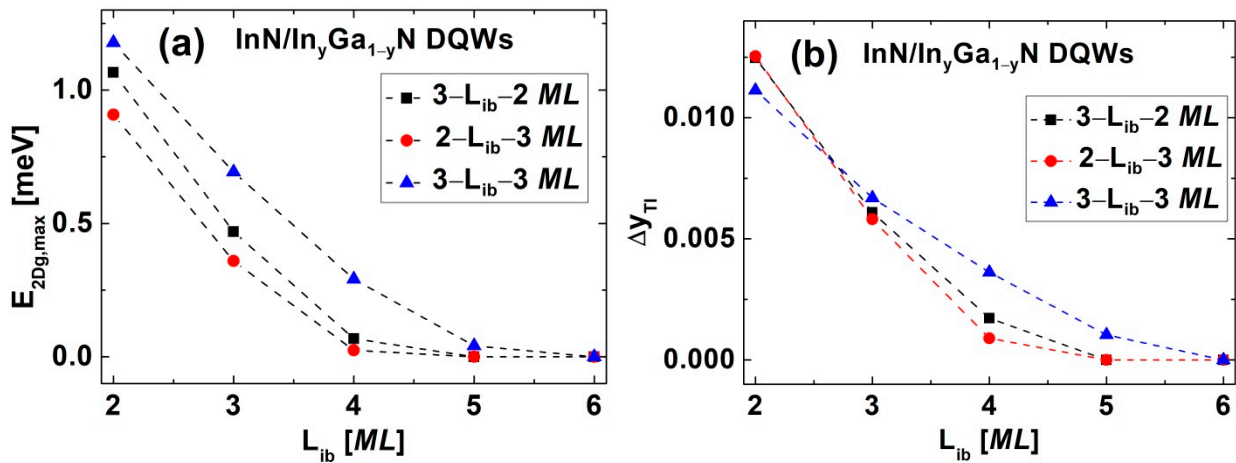 (a) InN/InyGa1−yN DQWs
3−Lib−2 ML
2−Lib−3 ML
3−Lib−3 ML
E2Dg,max [meV]
1.0
0.5
0.0
2 3 4 5 6
Lib [ML]
(b) InN/InyGa1−yN DQWs
3−Lib−2 ML
2−Lib−3 ML
3−Lib−3 ML
ΔyTI
0.010
0.005
0.000
2 3 4 5 6
Lib [ML]